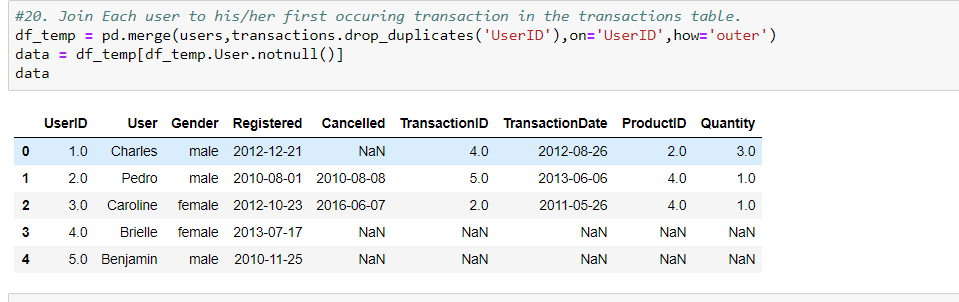 #20. Join Each user to his/her first occuring transaction in the transactions table.
df_temp = pd.merge(users,transactions.drop_duplicates('UserID'),on='UserID',how='outer')
data = df_temp[df_temp.User.notnull()]
data
UserID User Gender Registered Cancelled TransactionID TransactionDate ProductID Quantity
0 1.0 Charles male 2012-12-21 NaN 4.0 2012-08-26 2.0 3.0
1 2.0 Pedro male 2010-08-01 2010-08-08 5.0 2013-06-06 4.0 1.0
2 3.0 Caroline female 2012-10-23 2016-06-07 2.0 2011-05-26 4.0 1.0
3 4.0 Brielle female 2013-07-17 NaN NaN NaN NaN NaN
4 5.0 Benjamin male 2010-11-25 NaN NaN NaN NaN NaN